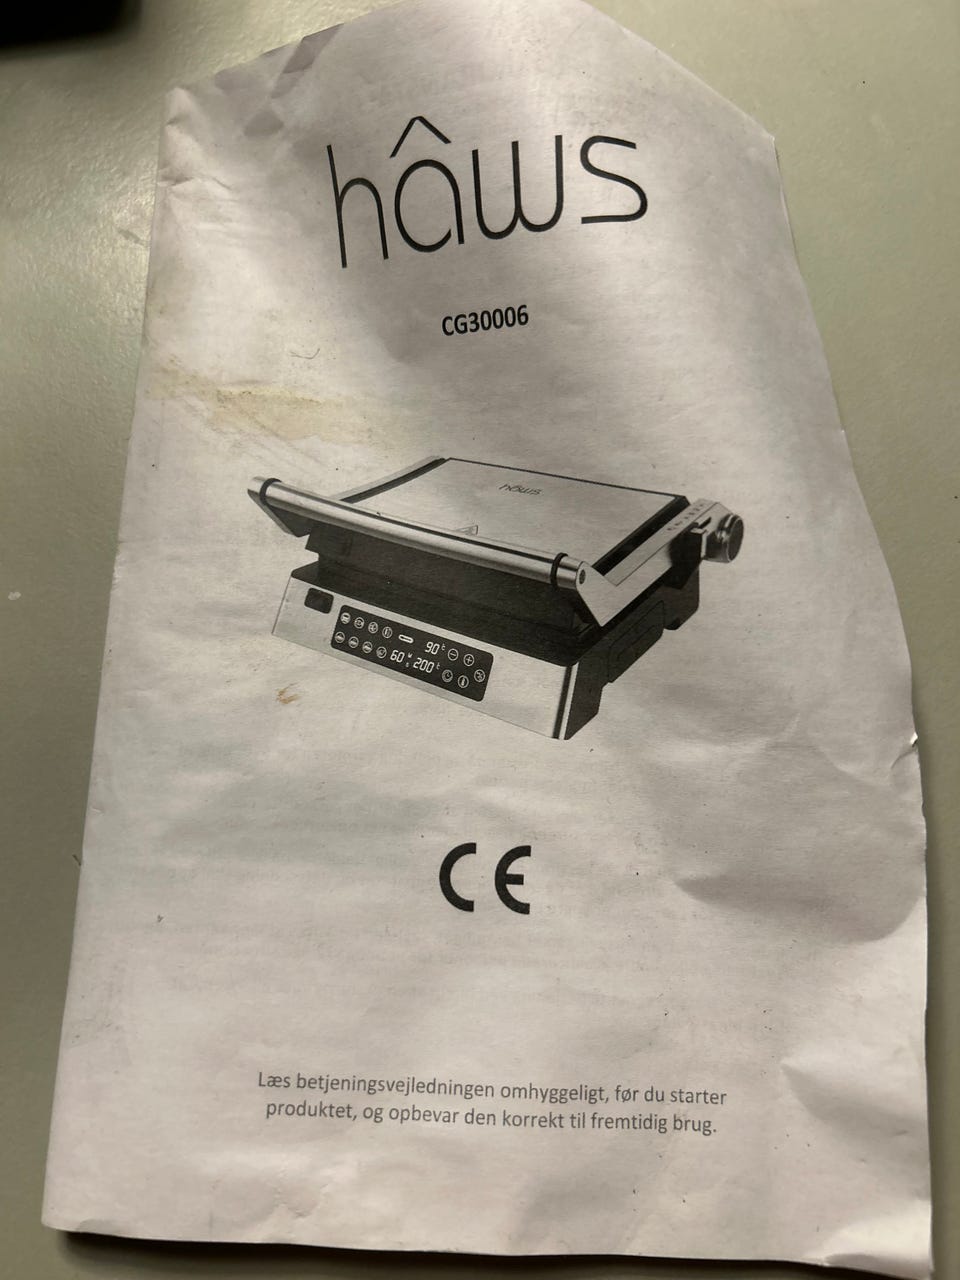 hâws
CG30006
hâws
90°
60 200°
CE
Læs betjeningsvejledningen omhyggeligt, før du starter
produktet, og opbevar den korrekt til fremtidig brug.